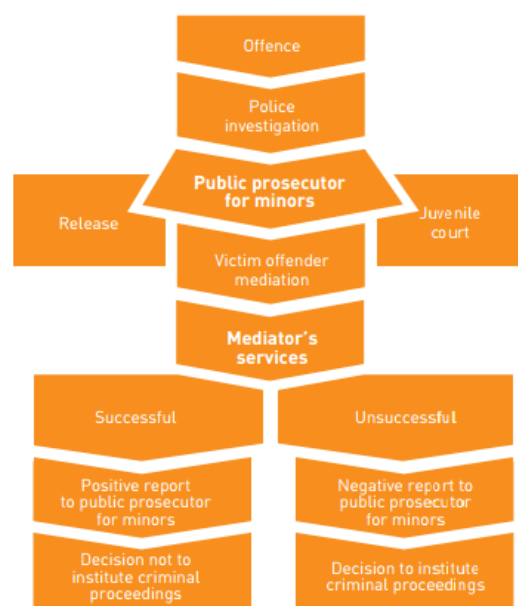 Offence
Police
investigation
Public prosecutor
for minors
Release
Juvenile
court
Victim offender
mediation
Mediator's
services
Successful
Unsuccessful
Positive report
to public prosecutor
for minors
Negative report to
public prosecutor
for minors
Decision not to
institute criminal
proceedings
Decision to institute
criminal proceedings